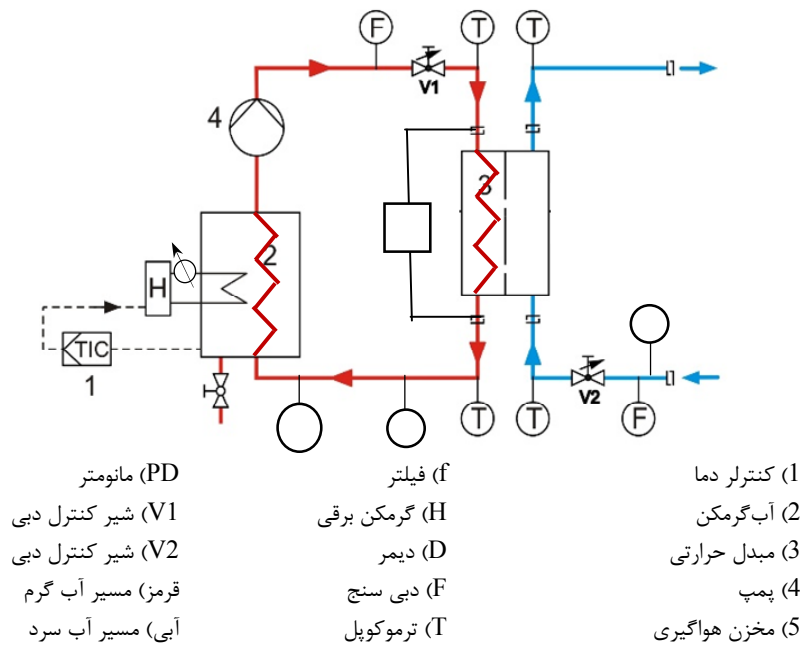 F
T
T
V1
4
3
2
H
TIC
1
V2
T
T
F
1) کنترلر دما
2) آب‌گرمکن
3) مبدل حرارتی
4) پمپ
5) مخزن هواگیری
f) فیلتر
H) گرمکن برقی
D) دیمر
F) دبی سنج
T) ترموکوپل
PD) مانومتر
V1) شیر کنترل دبی
V2) شیر کنترل دبی
قرمز) مسیر آب گرم
آبی) مسیر آب سرد